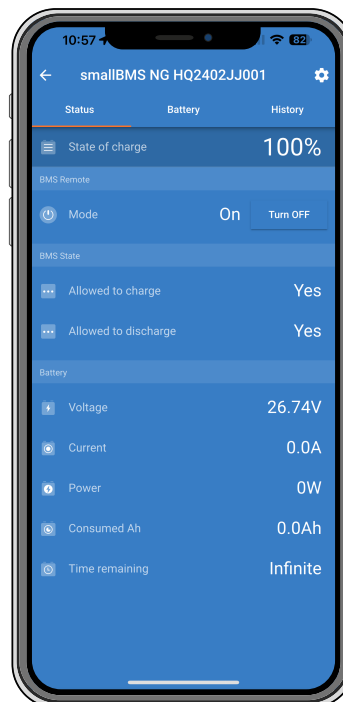 10:57 82
smallBMS NG HQ2402JJ001
Status Battery History
State of charge 100%
BMS Remote
Mode On Turn OFF
BMS State
Allowed to charge Yes
Allowed to discharge Yes
Battery
Voltage 26.74V
Current 0.0A
Power 0W
Consumed Ah 0.0Ah
Time remaining Infinite